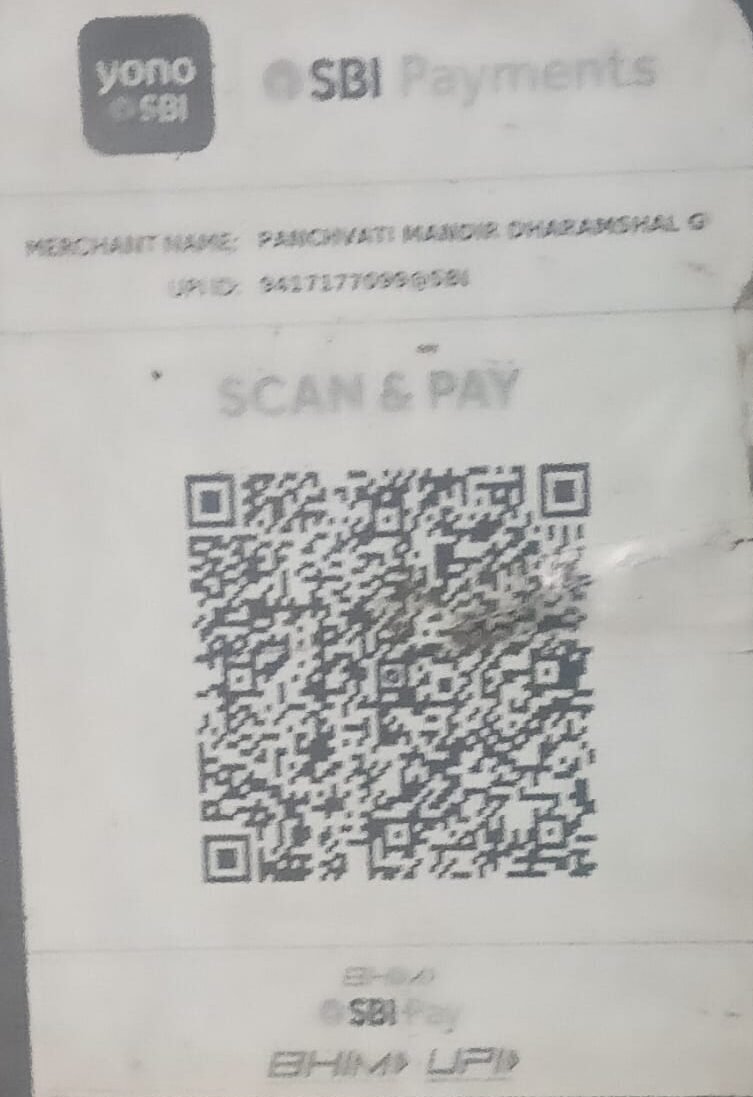 yono
SBI
SBI Payments
MERCHANT NAME: PANCHVATI MANDIR DHARAMSHAL G
UPI ID:
SCAN & PAY
BHIM
SBI Pay
BHIM UPI